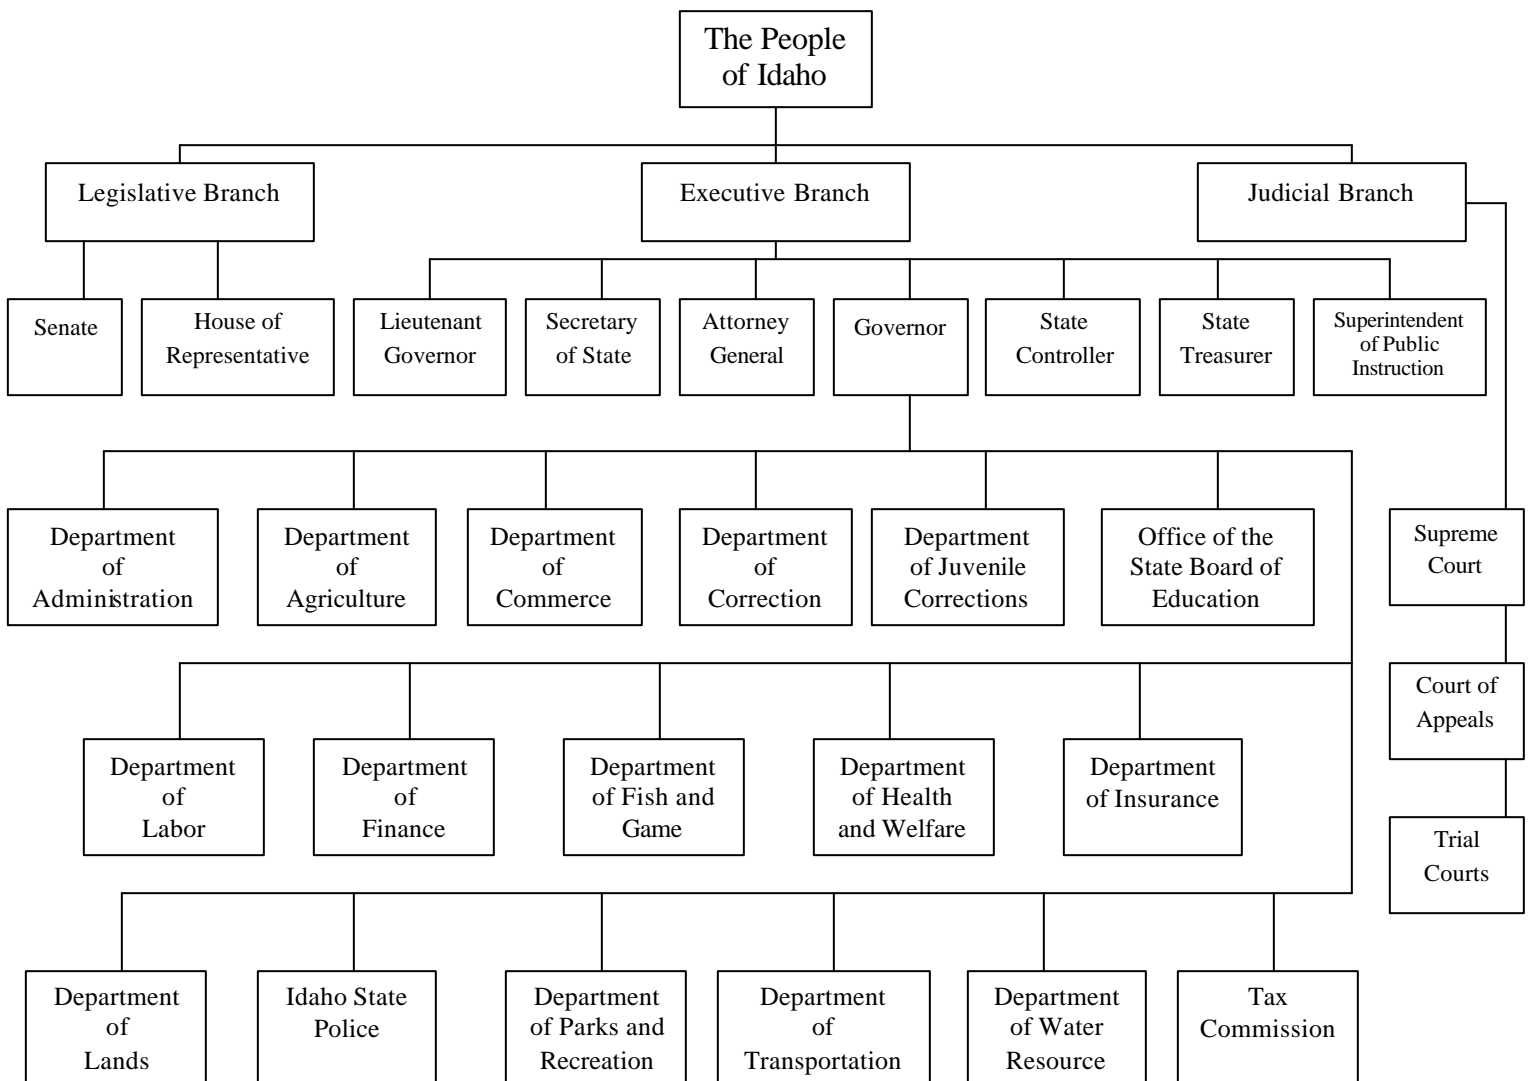 The People
of Idaho
Legislative Branch
Executive Branch
Judicial Branch
Senate
House of
Representative
Lieutenant
Governor
Secretary
of State
Attorney
General
Governor
State
Controller
State
Treasurer
Superintendent
of Public
Instruction
Department
of
Administration
Department
of
Agriculture
Department
of
Commerce
Department
of
Correction
Department
of Juvenile
Corrections
Office of the
State Board of
Education
Supreme
Court
Court of
Appeals
Trial
Courts
Department
of
Labor
Department
of
Finance
Department
of Fish and
Game
Department
of Health
and Welfare
Department
of Insurance
Department
of
Lands
Idaho State
Police
Department
of Parks and
Recreation
Department
of
Transportation
Department
of Water
Resource
Tax
Commission